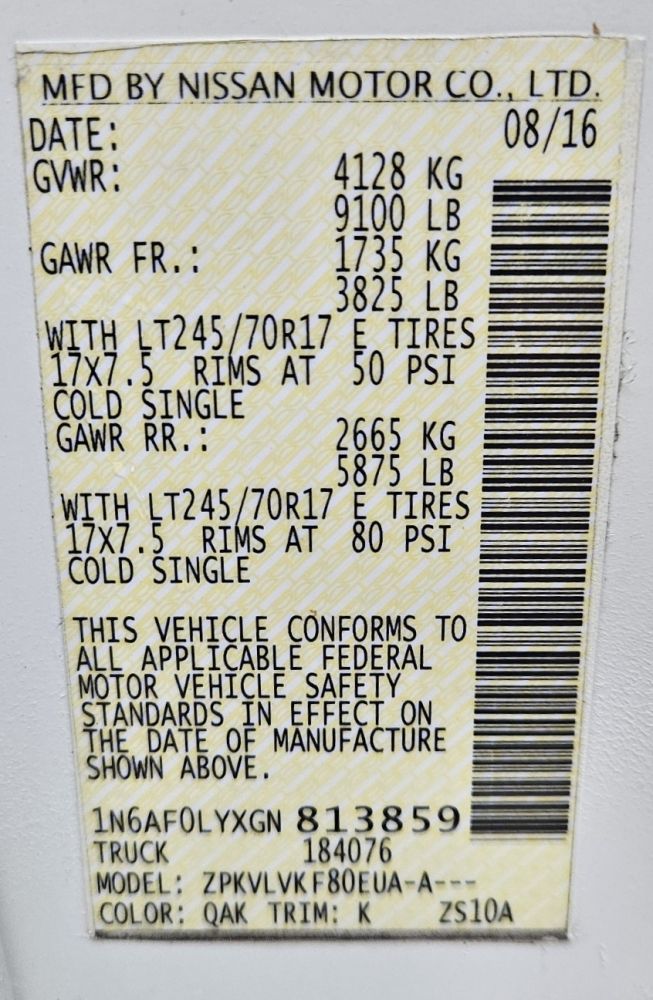 MFD BY NISSAN MOTOR CO., LTD.
DATE: 08/16
GVWR: 4128 KG
9100 LB
GAWR FR.: 1735 KG
3825 LB
WITH LT245/70R17 E TIRES
17X7.5 RIMS AT 50 PSI
COLD SINGLE
GAWR RR.: 2665 KG
5875 LB
WITH LT245/70R17 E TIRES
17X7.5 RIMS AT 80 PSI
COLD SINGLE
THIS VEHICLE CONFORMS TO
ALL APPLICABLE FEDERAL
MOTOR VEHICLE SAFETY
STANDARDS IN EFFECT ON
THE DATE OF MANUFACTURE
SHOWN ABOVE.
1N6AF0LYXGN 813859
TRUCK 184076
MODEL: ZPKVLVKF80EUA-A---
COLOR: QAK TRIM: K ZS10A